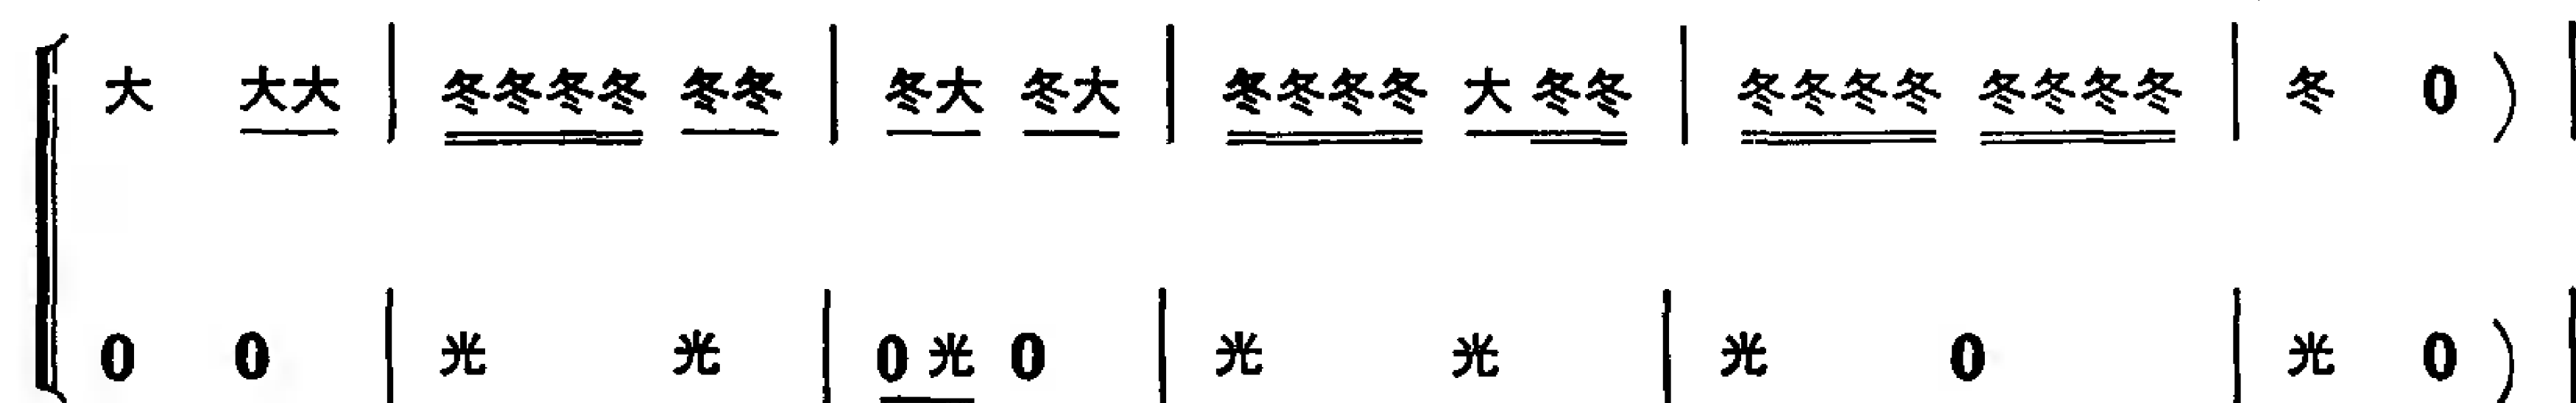 大 大大 | 冬冬冬冬 冬冬 | 冬大 冬大 | 冬冬冬冬 大 冬冬 | 冬冬冬冬 冬冬冬冬 | 冬 0 ) |
0 0 | 光 光 | 0 光 0 | 光 光 | 光 0 | 光 0 ) |